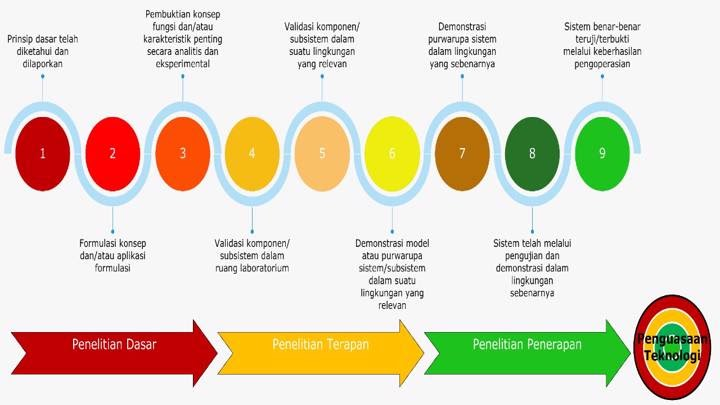 Prinsip dasar telah
diketahui dan
dilaporkan
Pembuktian konsep
fungsi dan/atau
karakteristik penting
secara analitis dan
eksperimental
Validasi komponen/
subsistem dalam
suatu lingkungan
yang relevan
Demonstrasi
purwarupa sistem
dalam lingkungan
yang sebenarnya
Sistem benar-benar
teruji/terbukti
melalui keberhasilan
pengoperasian
1
2
3
4
5
6
7
8
9
Formulasi konsep
dan/atau aplikasi
formulasi
Validasi komponen/
subsistem dalam
ruang laboratorium
Demonstrasi model
atau purwarupa
sistem/subsistem
dalam suatu
lingkungan yang
relevan
Sistem telah melalui
pengujian dan
demonstrasi dalam
lingkungan
sebenarnya
Penelitian Dasar
Penelitian Terapan
Penelitian Penerapan
Penguasaan
Teknologi